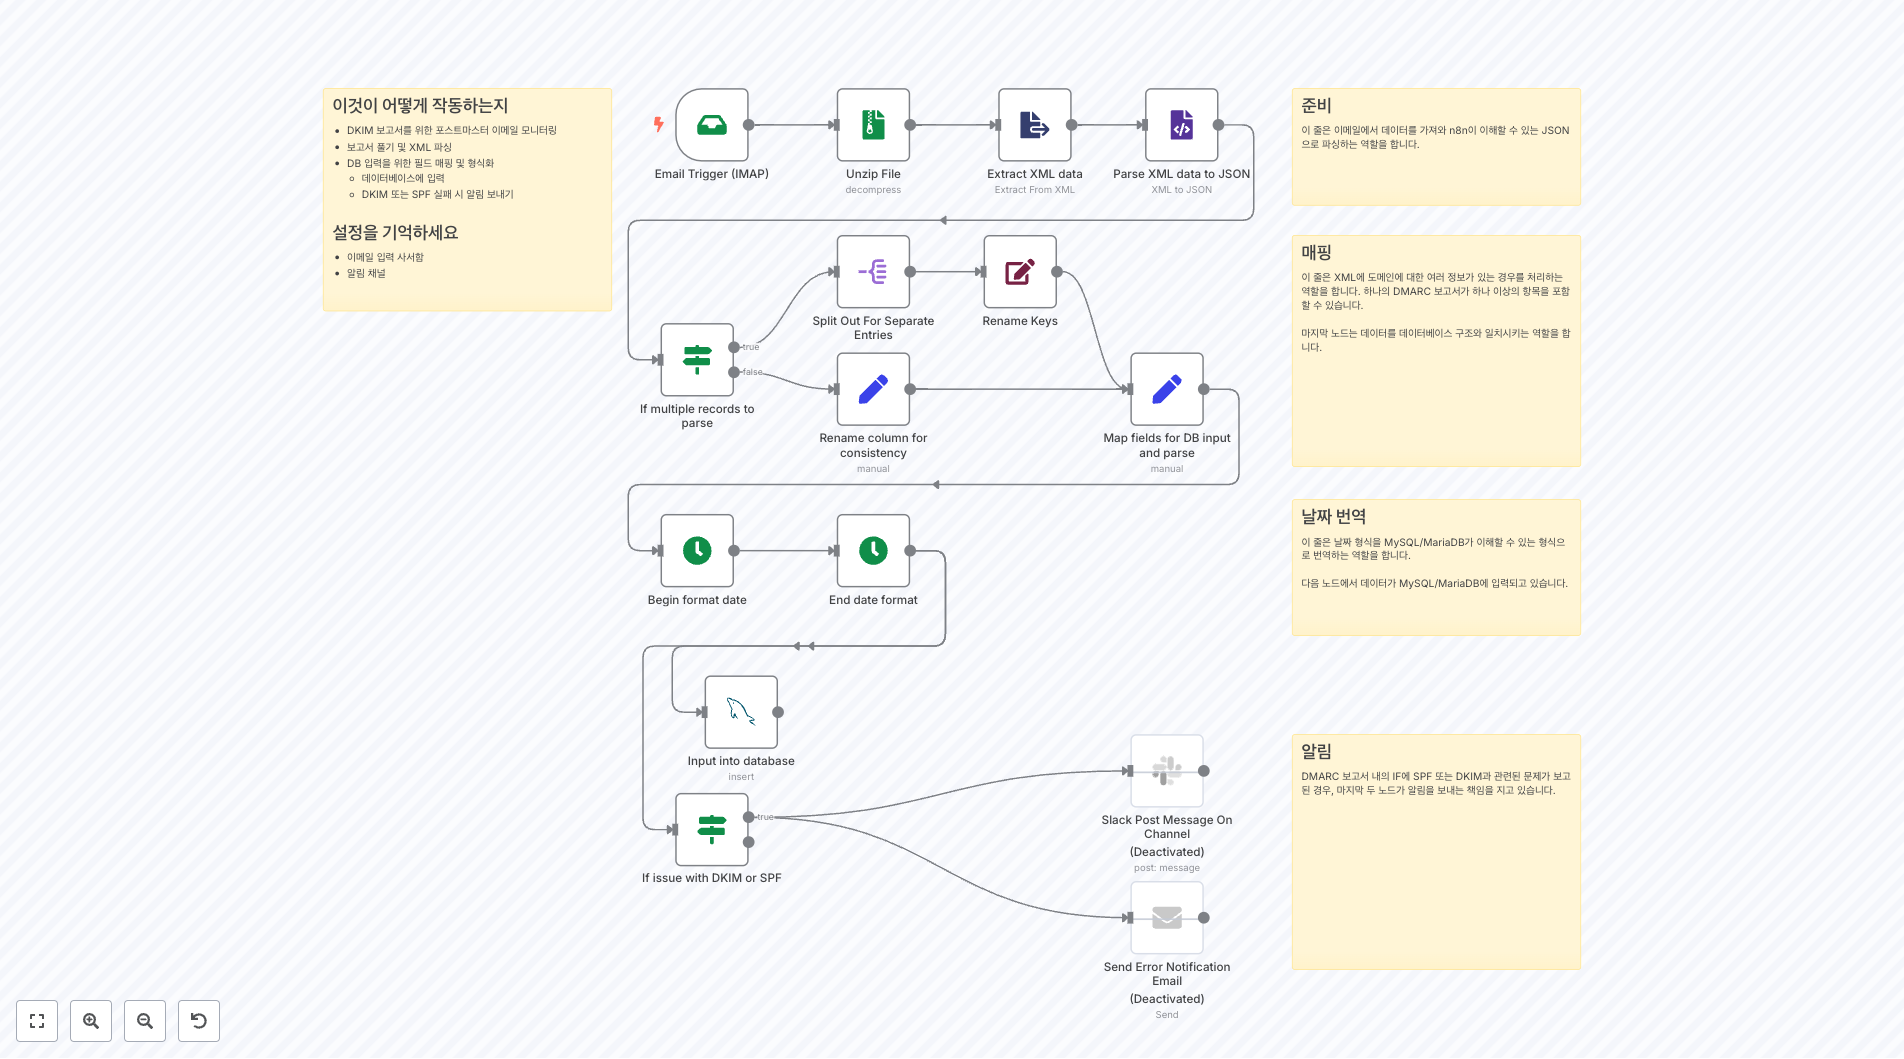 이것이 어떻게 작동하는지
DKIM 보고서를 위한 포스트마스터 이메일 모니터링
보고서 풀기 및 XML 파싱
DB 입력을 위한 필드 매핑 및 형식화
데이터베이스에 입력
DKIM 또는 SPF 실패 시 알림 보내기
설정을 기억하세요
이메일 입력 사서함
알림 채널
Email Trigger (IMAP)
Unzip File
decompress
Extract XML data
Extract From XML
Parse XML data to JSON
XML to JSON
준비
이 줄은 이메일에서 데이터를 가져와 n8n이 이해할 수 있는 JSON
으로 파싱하는 역할을 합니다.
Split Out For Separate
Entries
Rename Keys
If multiple records to
parse
true
false
Rename column for
consistency
manual
Map fields for DB input
and parse
manual
매핑
이 줄은 XML에 도메인에 대한 여러 정보가 있는 경우를 처리하는
역할을 합니다. 하나의 DMARC 보고서가 하나 이상의 항목을 포함
할 수 있습니다.
마지막 노드는 데이터를 데이터베이스 구조와 일치시키는 역할을 합
니다.
Begin format date
End date format
날짜 번역
이 줄은 날짜 형식을 MySQL/MariaDB가 이해할 수 있는 형식으
로 번역하는 역할을 합니다.
다음 노드에서 데이터가 MySQL/MariaDB에 입력되고 있습니다.
Input into database
insert
If issue with DKIM or SPF
true
Slack Post Message On
Channel
(Deactivated)
post: message
Send Error Notification
Email
(Deactivated)
Send
알림
DMARC 보고서 내의 IF에 SPF 또는 DKIM과 관련된 문제가 보고
된 경우, 마지막 두 노드가 알림을 보내는 책임을 지고 있습니다.